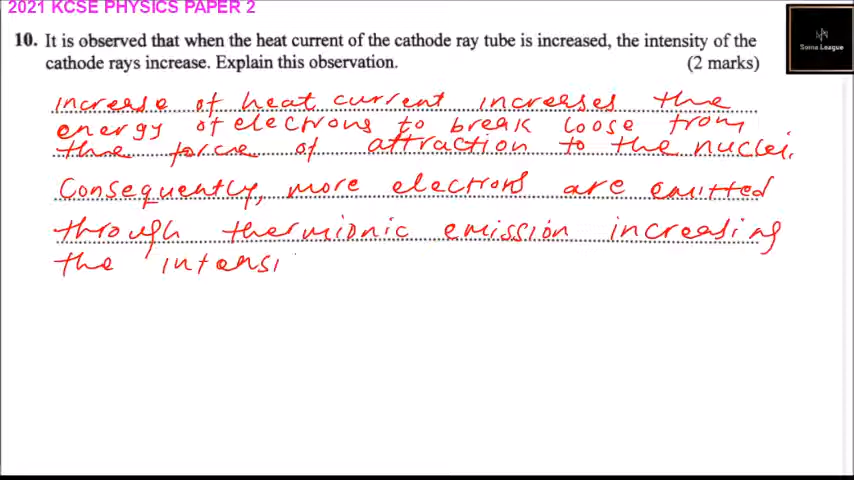 2021 KCSE PHYSICS PAPER 2
10. It is observed that when the heat current of the cathode ray tube is increased, the intensity of the
cathode rays increase. Explain this observation. (2 marks)
Soma League
increase of heat current increases the
energy of electrons to break loose from
the force of attraction to the nuclei.
Consequently, more electrons are emitted
through thermionic emission increasing
the intensi